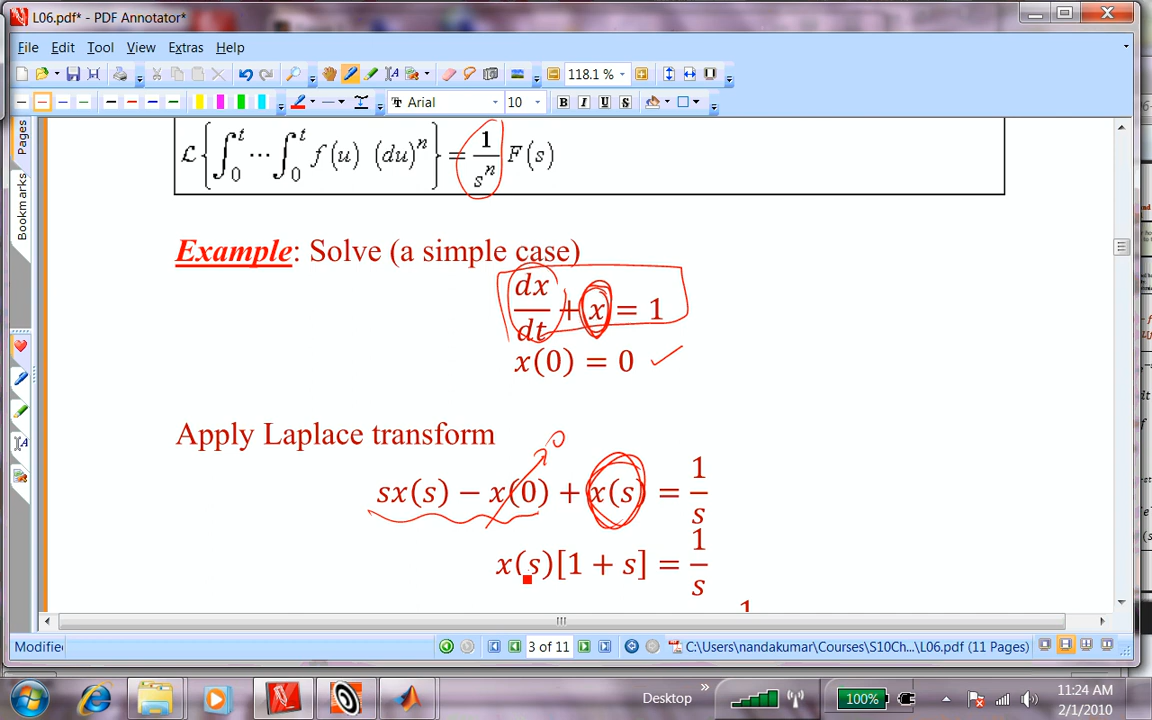 L06.pdf* - PDF Annotator*
File Edit Tool View Extras Help
118.1 %
Arial 10 B I U S
Pages
Bookmarks
ℒ{∫₀ᵗ ⋯ ∫₀ᵗ f(u) (du)ⁿ} = 1/sⁿ F(s)
Example: Solve (a simple case)
dx/dt + x = 1
x(0) = 0 ✓
Apply Laplace transform
0
sx(s) − x(0) + x(s) = 1/s
x(s)[1 + s] = 1/s
1
Modifie 3 of 11 C:\Users\nandakumar\Courses\S10Ch...\L06.pdf (11 Pages)
Desktop » 100% 11:24 AM
2/1/2010